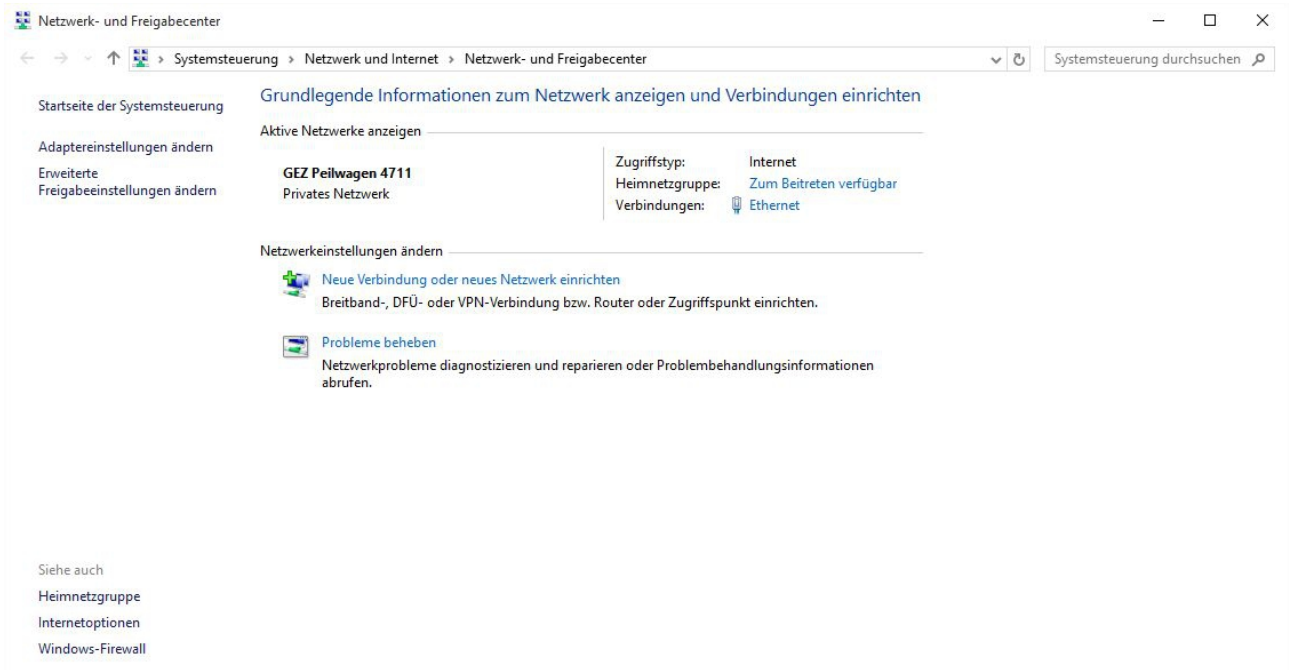 Netzwerk- und Freigabecenter
Systemsteuerung > Netzwerk und Internet > Netzwerk- und Freigabecenter
Systemsteuerung durchsuchen
Startseite der Systemsteuerung
Adaptereinstellungen ändern
Erweiterte
Freigabeeinstellungen ändern
Grundlegende Informationen zum Netzwerk anzeigen und Verbindungen einrichten
Aktive Netzwerke anzeigen
GEZ Peilwagen 4711
Privates Netzwerk
Zugriffstyp: Internet
Heimnetzgruppe: Zum Beitreten verfügbar
Verbindungen: Ethernet
Netzwerkeinstellungen ändern
Neue Verbindung oder neues Netzwerk einrichten
Breitband-, DFÜ- oder VPN-Verbindung bzw. Router oder Zugriffspunkt einrichten.
Probleme beheben
Netzwerkprobleme diagnostizieren und reparieren oder Problembehandlungsinformationen
abrufen.
Siehe auch
Heimnetzgruppe
Internetoptionen
Windows-Firewall